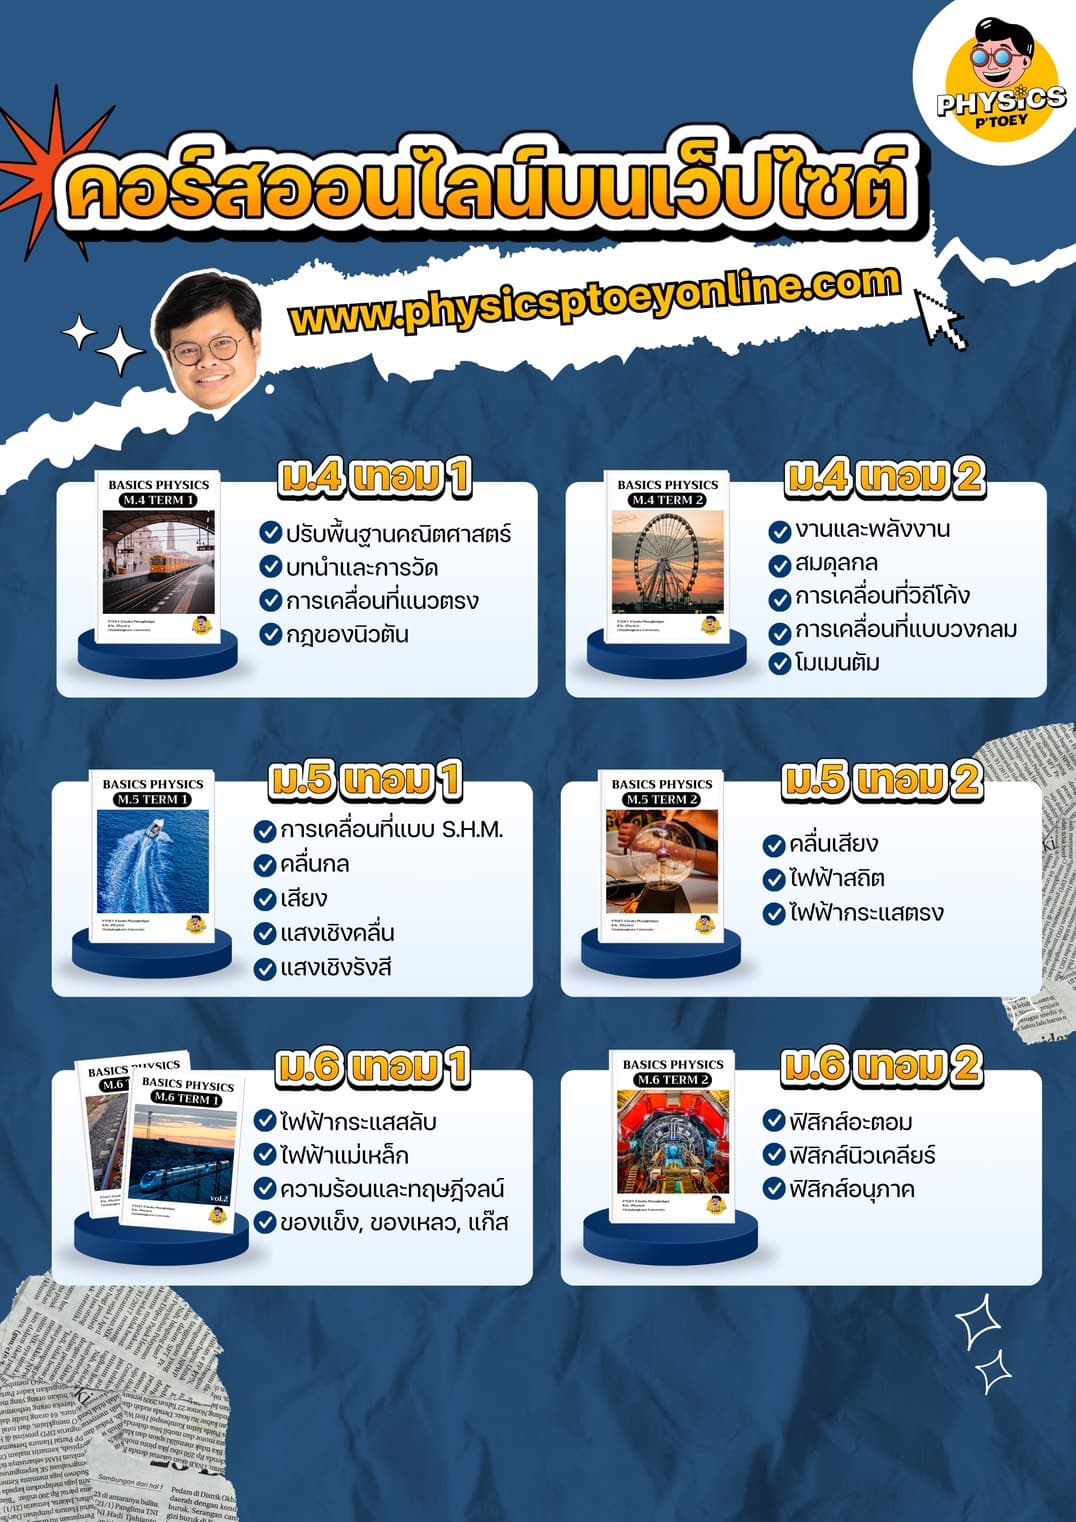 PHYSICS
P'TOEY
คอร์สออนไลน์บนเว็ปไซต์
www.physicsptoeyonline.com
ม.4 เทอม 1
BASICS PHYSICS
M.4 TERM 1
ปรับพื้นฐานคณิตศาสตร์
บทนำและการวัด
การเคลื่อนที่แนวตรง
กฎของนิวตัน
ม.4 เทอม 2
BASICS PHYSICS
M.4 TERM 2
งานและพลังงาน
สมดุลกล
การเคลื่อนที่วิถีโค้ง
การเคลื่อนที่แบบวงกลม
โมเมนตัม
ม.5 เทอม 1
BASICS PHYSICS
M.5 TERM 1
การเคลื่อนที่แบบ S.H.M.
คลื่นกล
เสียง
แสงเชิงคลื่น
แสงเชิงรังสี
ม.5 เทอม 2
BASICS PHYSICS
M.5 TERM 2
คลื่นเสียง
ไฟฟ้าสถิต
ไฟฟ้ากระแสตรง
ม.6 เทอม 1
BASICS PHYSICS
M.6 TERM 1
vol.2
ไฟฟ้ากระแสสลับ
ไฟฟ้าแม่เหล็ก
ความร้อนและทฤษฎีจลน์
ของแข็ง, ของเหลว, แก๊ส
ม.6 เทอม 2
BASICS PHYSICS
M.6 TERM 2
ฟิสิกส์อะตอม
ฟิสิกส์นิวเคลียร์
ฟิสิกส์อนุภาค
Sambungan dari hal 1